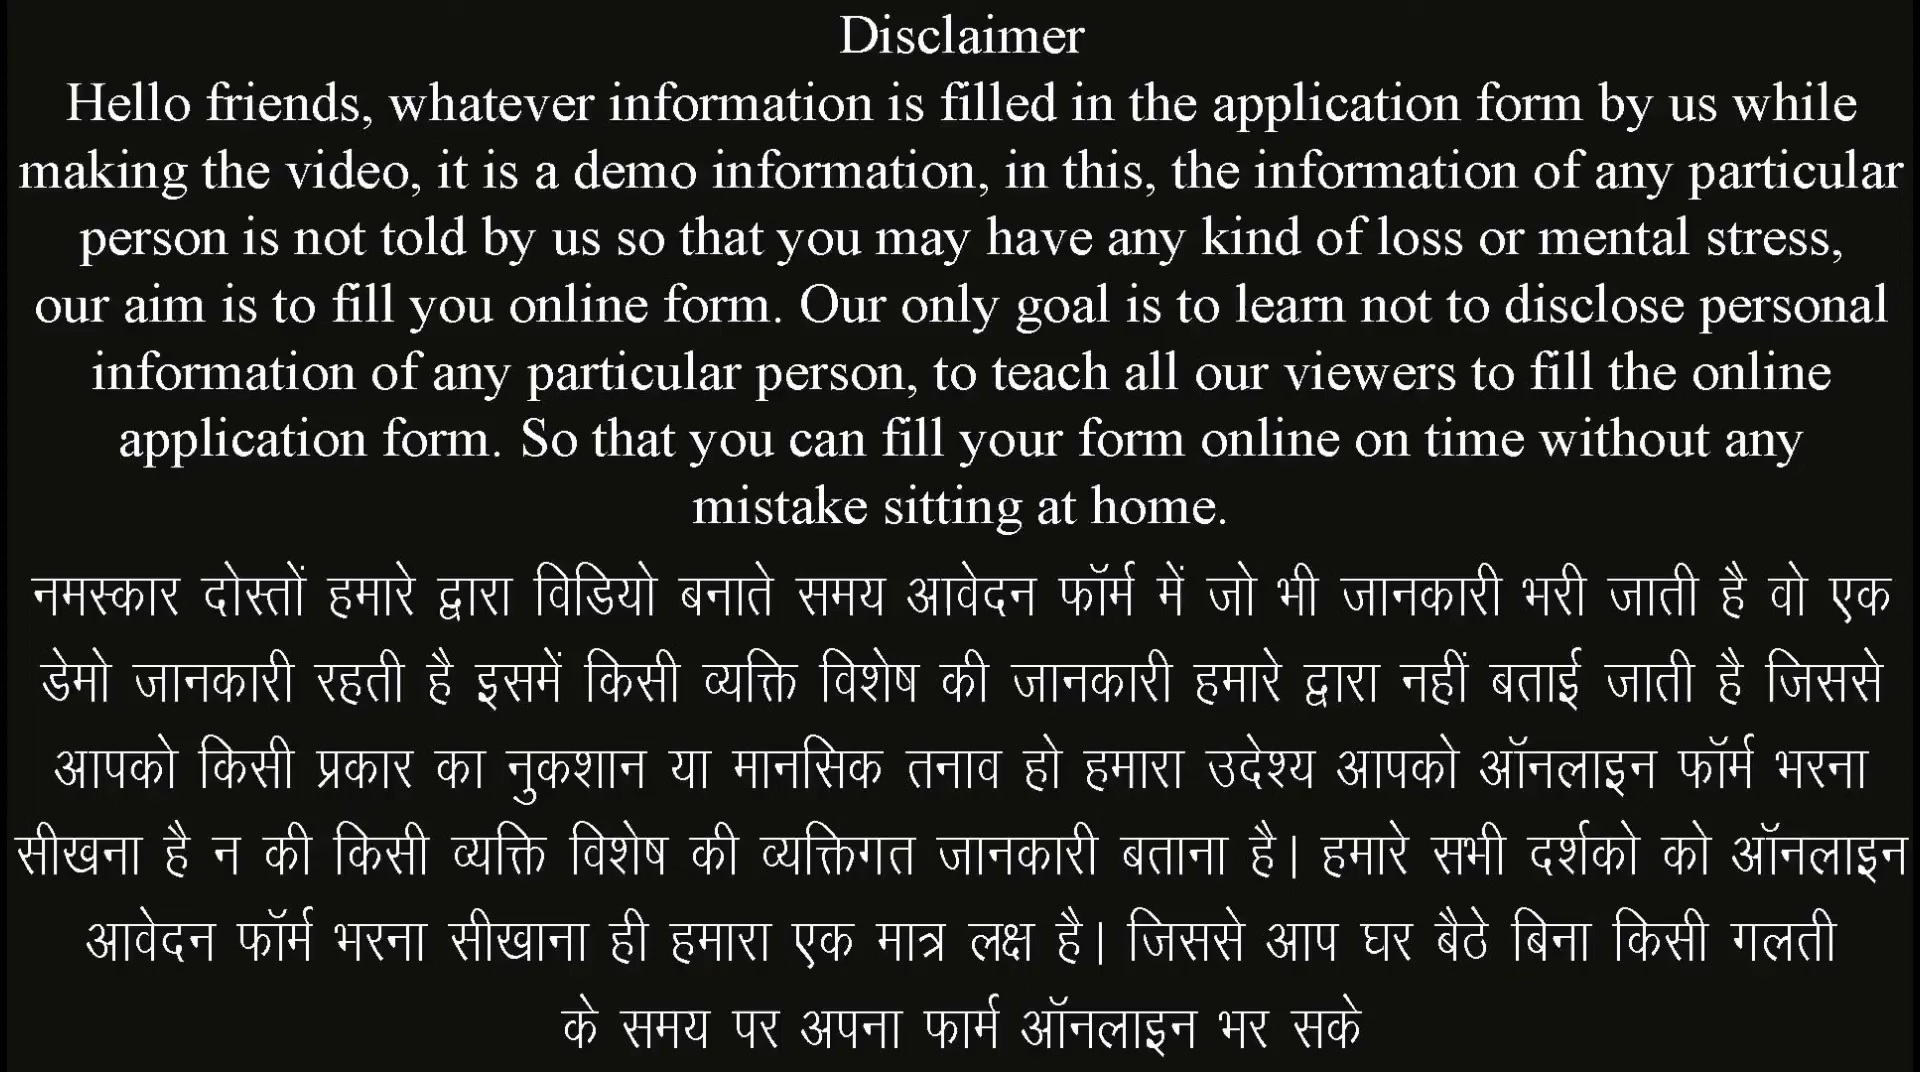 Disclaimer
Hello friends, whatever information is filled in the application form by us while
making the video, it is a demo information, in this, the information of any particular
person is not told by us so that you may have any kind of loss or mental stress,
our aim is to fill you online form. Our only goal is to learn not to disclose personal
information of any particular person, to teach all our viewers to fill the online
application form. So that you can fill your form online on time without any
mistake sitting at home.
नमस्कार दोस्तों हमारे द्वारा विडियो बनाते समय आवेदन फॉर्म में जो भी जानकारी भरी जाती है वो एक
डेमो जानकारी रहती है इसमें किसी व्यक्ति विशेष की जानकारी हमारे द्वारा नहीं बताई जाती है जिससे
आपको किसी प्रकार का नुकशान या मानसिक तनाव हो हमारा उदेश्य आपको ऑनलाइन फॉर्म भरना
सीखना है न की किसी व्यक्ति विशेष की व्यक्तिगत जानकारी बताना है। हमारे सभी दर्शको को ऑनलाइन
आवेदन फॉर्म भरना सीखाना ही हमारा एक मात्र लक्ष है। जिससे आप घर बैठे बिना किसी गलती
के समय पर अपना फार्म ऑनलाइन भर सके